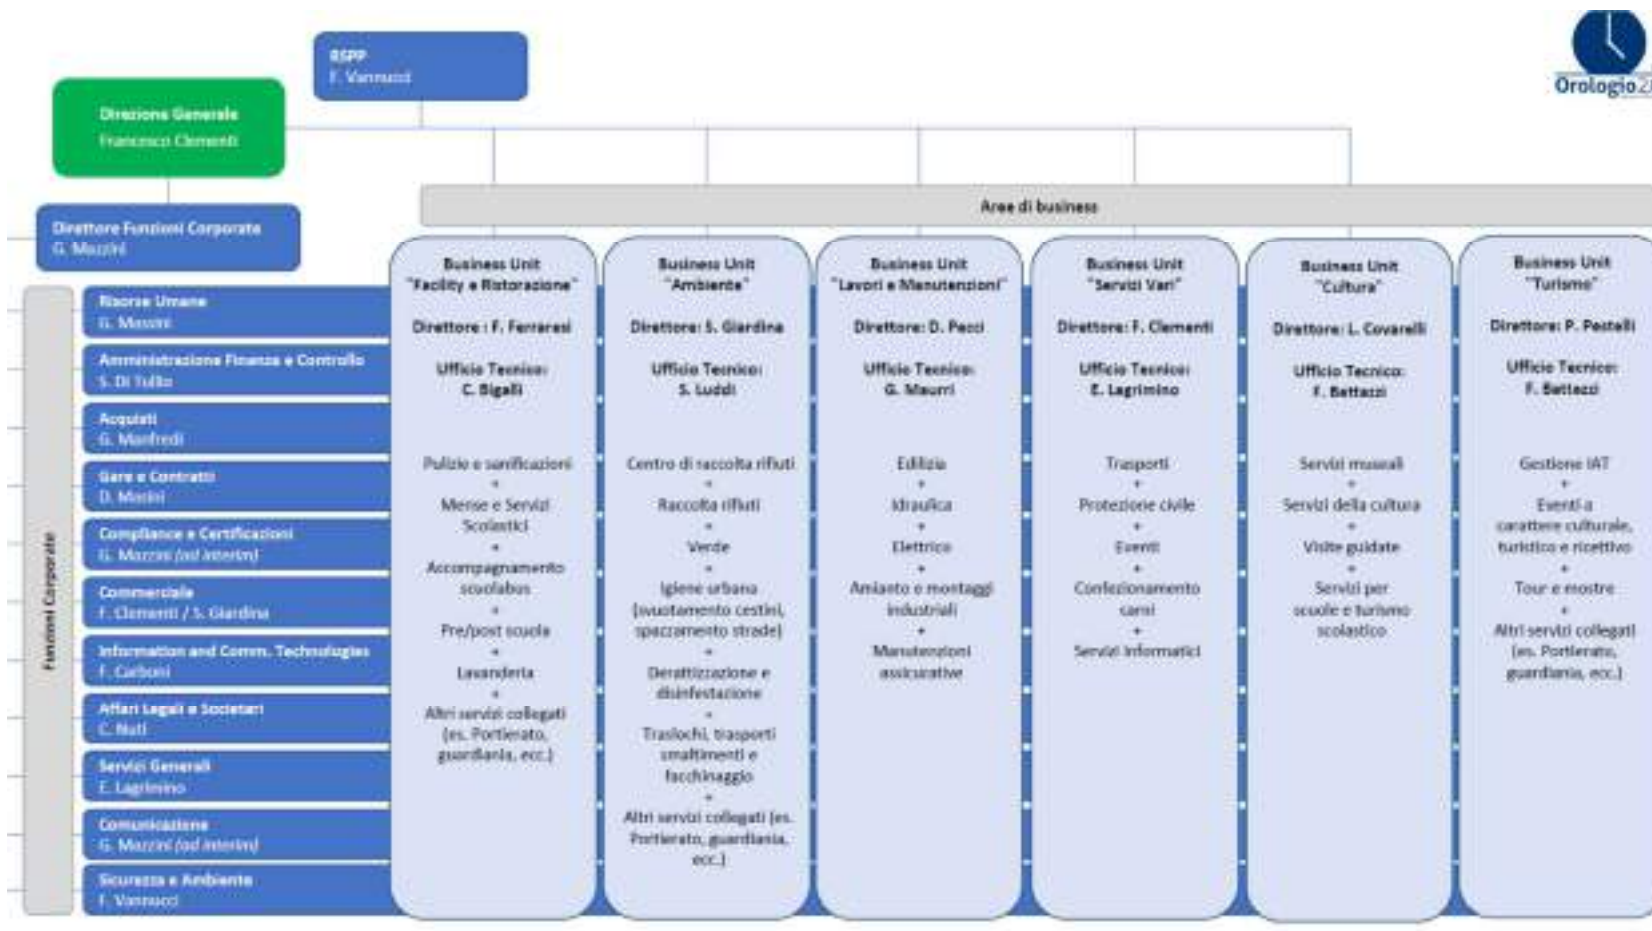 RSPP
F. Vannucci
Direzione Generale
Francesco Clementi
Orologio
Direttore Funzioni Corporate
G. Mazzini
Aree di business
Funzioni Corporate
Risorse Umane
G. Massini
Amministrazione Finanza e Controllo
S. Di Tullio
Acquisti
G. Manfredi
Gare e Contratti
D. Masini
Compliance e Certificazioni
G. Mazzini (ad interim)
Commerciale
F. Clementi / S. Giardina
Information and Comm. Technologies
F. Carboni
Affari Legali e Societari
C. Nuti
Servizi Generali
E. Lagrimino
Comunicazione
G. Mazzini (ad interim)
Sicurezza e Ambiente
F. Vannucci
Business Unit
"Facility e Ristorazione"
Direttore : F. Ferraresi
Ufficio Tecnico:
C. Bigalli
Pulizie e sanificazioni
+
Mense e Servizi
Scolastici
+
Accompagnamento
scuolabus
+
Pre/post scuola
+
Lavanderia
+
Altri servizi collegati
(es. Portierato,
guardiania, ecc.)
Business Unit
"Ambiente"
Direttore: S. Giardina
Ufficio Tecnico:
S. Luddi
Centro di raccolta rifiuti
+
Raccolta rifiuti
+
Verde
+
Igiene urbana
(svuotamento cestini,
spazzamento strade)
+
Derattizzazione e
disinfestazione
+
Traslochi, trasporti
smaltimenti e
facchinaggio
+
Altri servizi collegati (es.
Portierato, guardiania,
ecc.)
Business Unit
"Lavori e Manutenzioni"
Direttore: D. Pecci
Ufficio Tecnico:
G. Maurri
Edilizia
+
Idraulica
+
Elettrico
+
Amianto e montaggi
industriali
+
Manutenzioni
assicurative
Business Unit
"Servizi Vari"
Direttore: F. Clementi
Ufficio Tecnico:
E. Lagrimino
Trasporti
+
Protezione civile
+
Eventi
+
Confezionamento
carni
+
Servizi Informatici
Business Unit
"Cultura"
Direttore: L. Covarelli
Ufficio Tecnico:
F. Bettazzi
Servizi museali
+
Servizi della cultura
+
Visite guidate
+
Servizi per
scuole e turismo
scolastico
Business Unit
"Turismo"
Direttore: P. Pestelli
Ufficio Tecnico:
F. Bettazzi
Gestione IAT
+
Eventi a
carattere culturale,
turistico e ricettivo
+
Tour e mostre
+
Altri servizi collegati
(es. Portierato,
guardiania, ecc.)